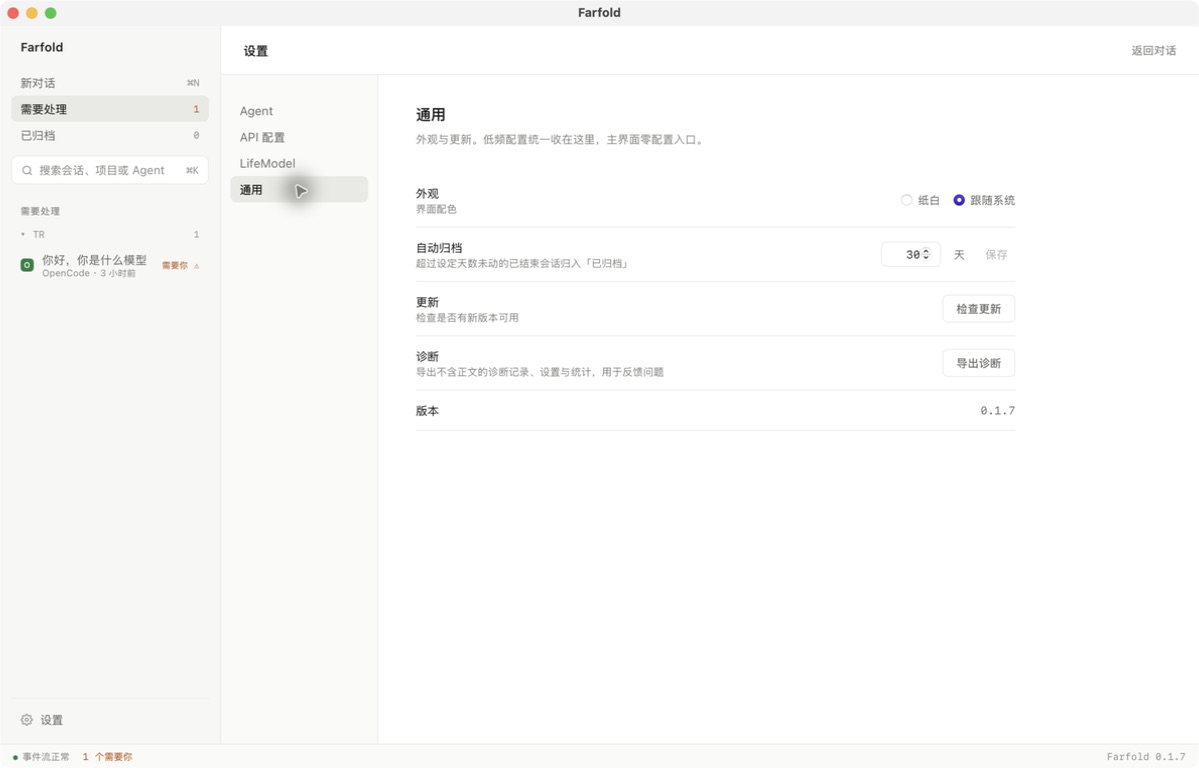 Farfold
Farfold
新对话 ⌘N
需要处理 1
已归档 0
搜索会话、项目或 Agent ⌘K
需要处理
TR 1
你好，你是什么模型
OpenCode · 3 小时前
需要你 ⚠
设置
设置
返回对话
Agent
API 配置
LifeModel
通用
通用
外观与更新。低频配置统一收在这里，主界面零配置入口。
外观
界面配色
纸白 跟随系统
自动归档
超过设定天数未动的已结束会话归入「已归档」
30 天 保存
更新
检查是否有新版本可用
检查更新
诊断
导出不含正文的诊断记录、设置与统计，用于反馈问题
导出诊断
版本 0.1.7
事件流正常 1 个需要你
Farfold 0.1.7